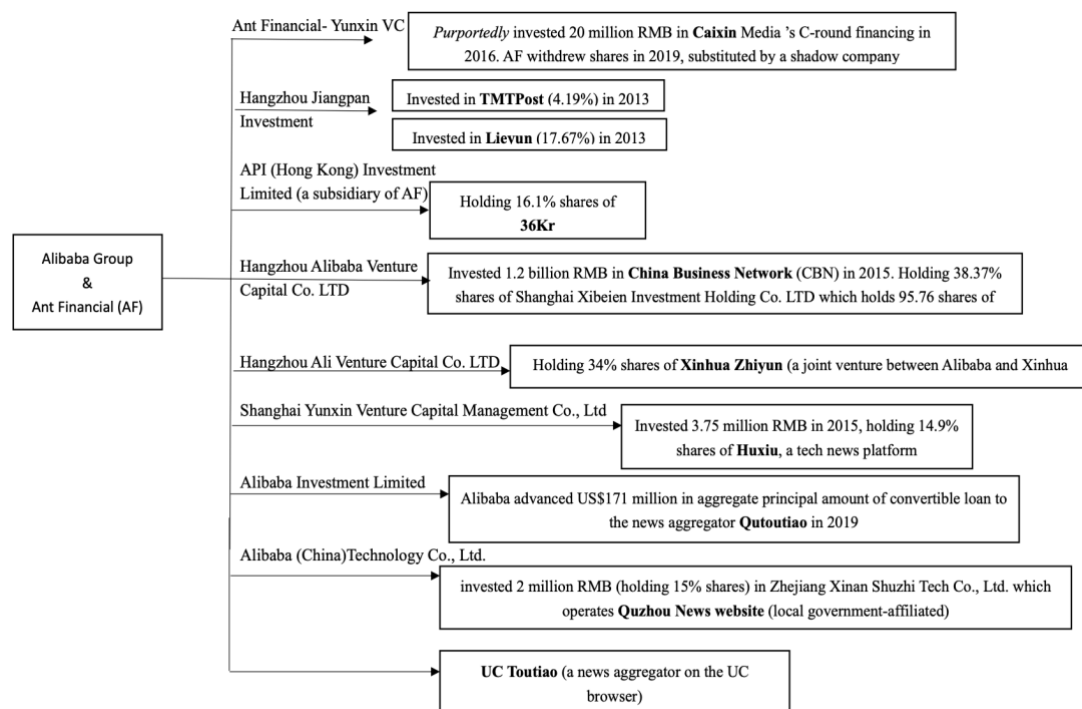 Ant Financial- Yunxin VC
Purportedly invested 20 million RMB in Caixin Media 's C-round financing in
2016. AF withdrew shares in 2019, substituted by a shadow company
Hangzhou Jiangpan
Investment
Invested in TMTPost (4.19%) in 2013
Invested in Lievun (17.67%) in 2013
API (Hong Kong) Investment
Limited (a subsidiary of AF)
Holding 16.1% shares of
36Kr
Alibaba Group
&
Ant Financial (AF)
Hangzhou Alibaba Venture
Capital Co. LTD
Invested 1.2 billion RMB in China Business Network (CBN) in 2015. Holding 38.37%
shares of Shanghai Xibeien Investment Holding Co. LTD which holds 95.76 shares of
Hangzhou Ali Venture Capital Co. LTD
Holding 34% shares of Xinhua Zhiyun (a joint venture between Alibaba and Xinhua
Shanghai Yunxin Venture Capital Management Co., Ltd
Invested 3.75 million RMB in 2015, holding 14.9%
shares of Huxiu, a tech news platform
Alibaba Investment Limited
Alibaba advanced US$171 million in aggregate principal amount of convertible loan to
the news aggregator Qutoutiao in 2019
Alibaba (China)Technology Co., Ltd.
invested 2 million RMB (holding 15% shares) in Zhejiang Xinan Shuzhi Tech Co., Ltd. which
operates Quzhou News website (local government-affiliated)
UC Toutiao (a news aggregator on the UC
browser)